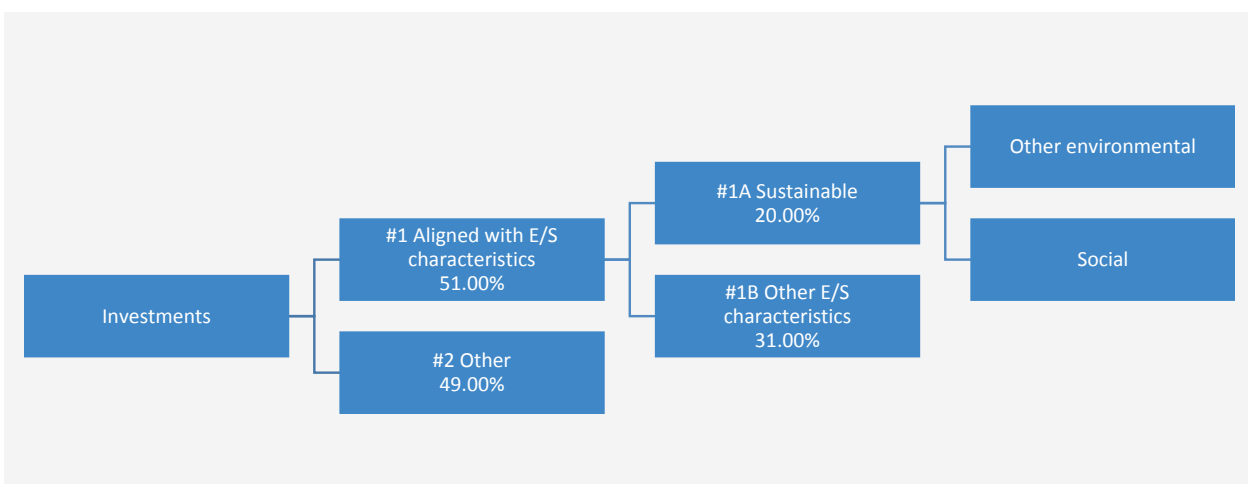 Investments
#1 Aligned with E/S
characteristics
51.00%
#2 Other
49.00%
#1A Sustainable
20.00%
#1B Other E/S
characteristics
31.00%
Other environmental
Social